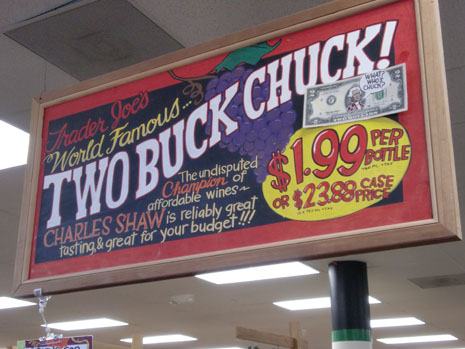 Trader Joe's
World Famous...
TWO BUCK CHUCK!
WHAT?
WHO'S
CHUCK?
The undisputed
Champion of
affordable wines~
CHARLES SHAW is reliably great
tasting, & great for your budget!!!
$1.99 PER
BOTTLE
OR $23.88 CASE
PRICE